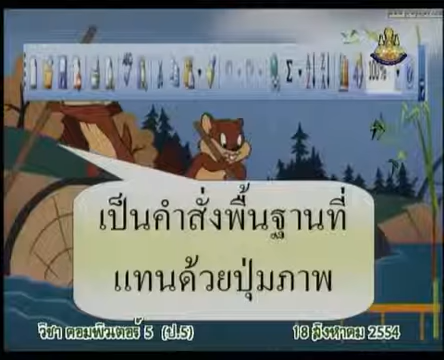 100%
เป็นคำสั่งพื้นฐานที่
แทนด้วยปุ่มภาพ
วิชา คอมพิวเตอร์ 5 (ป.5)
18 สิงหาคม 2554